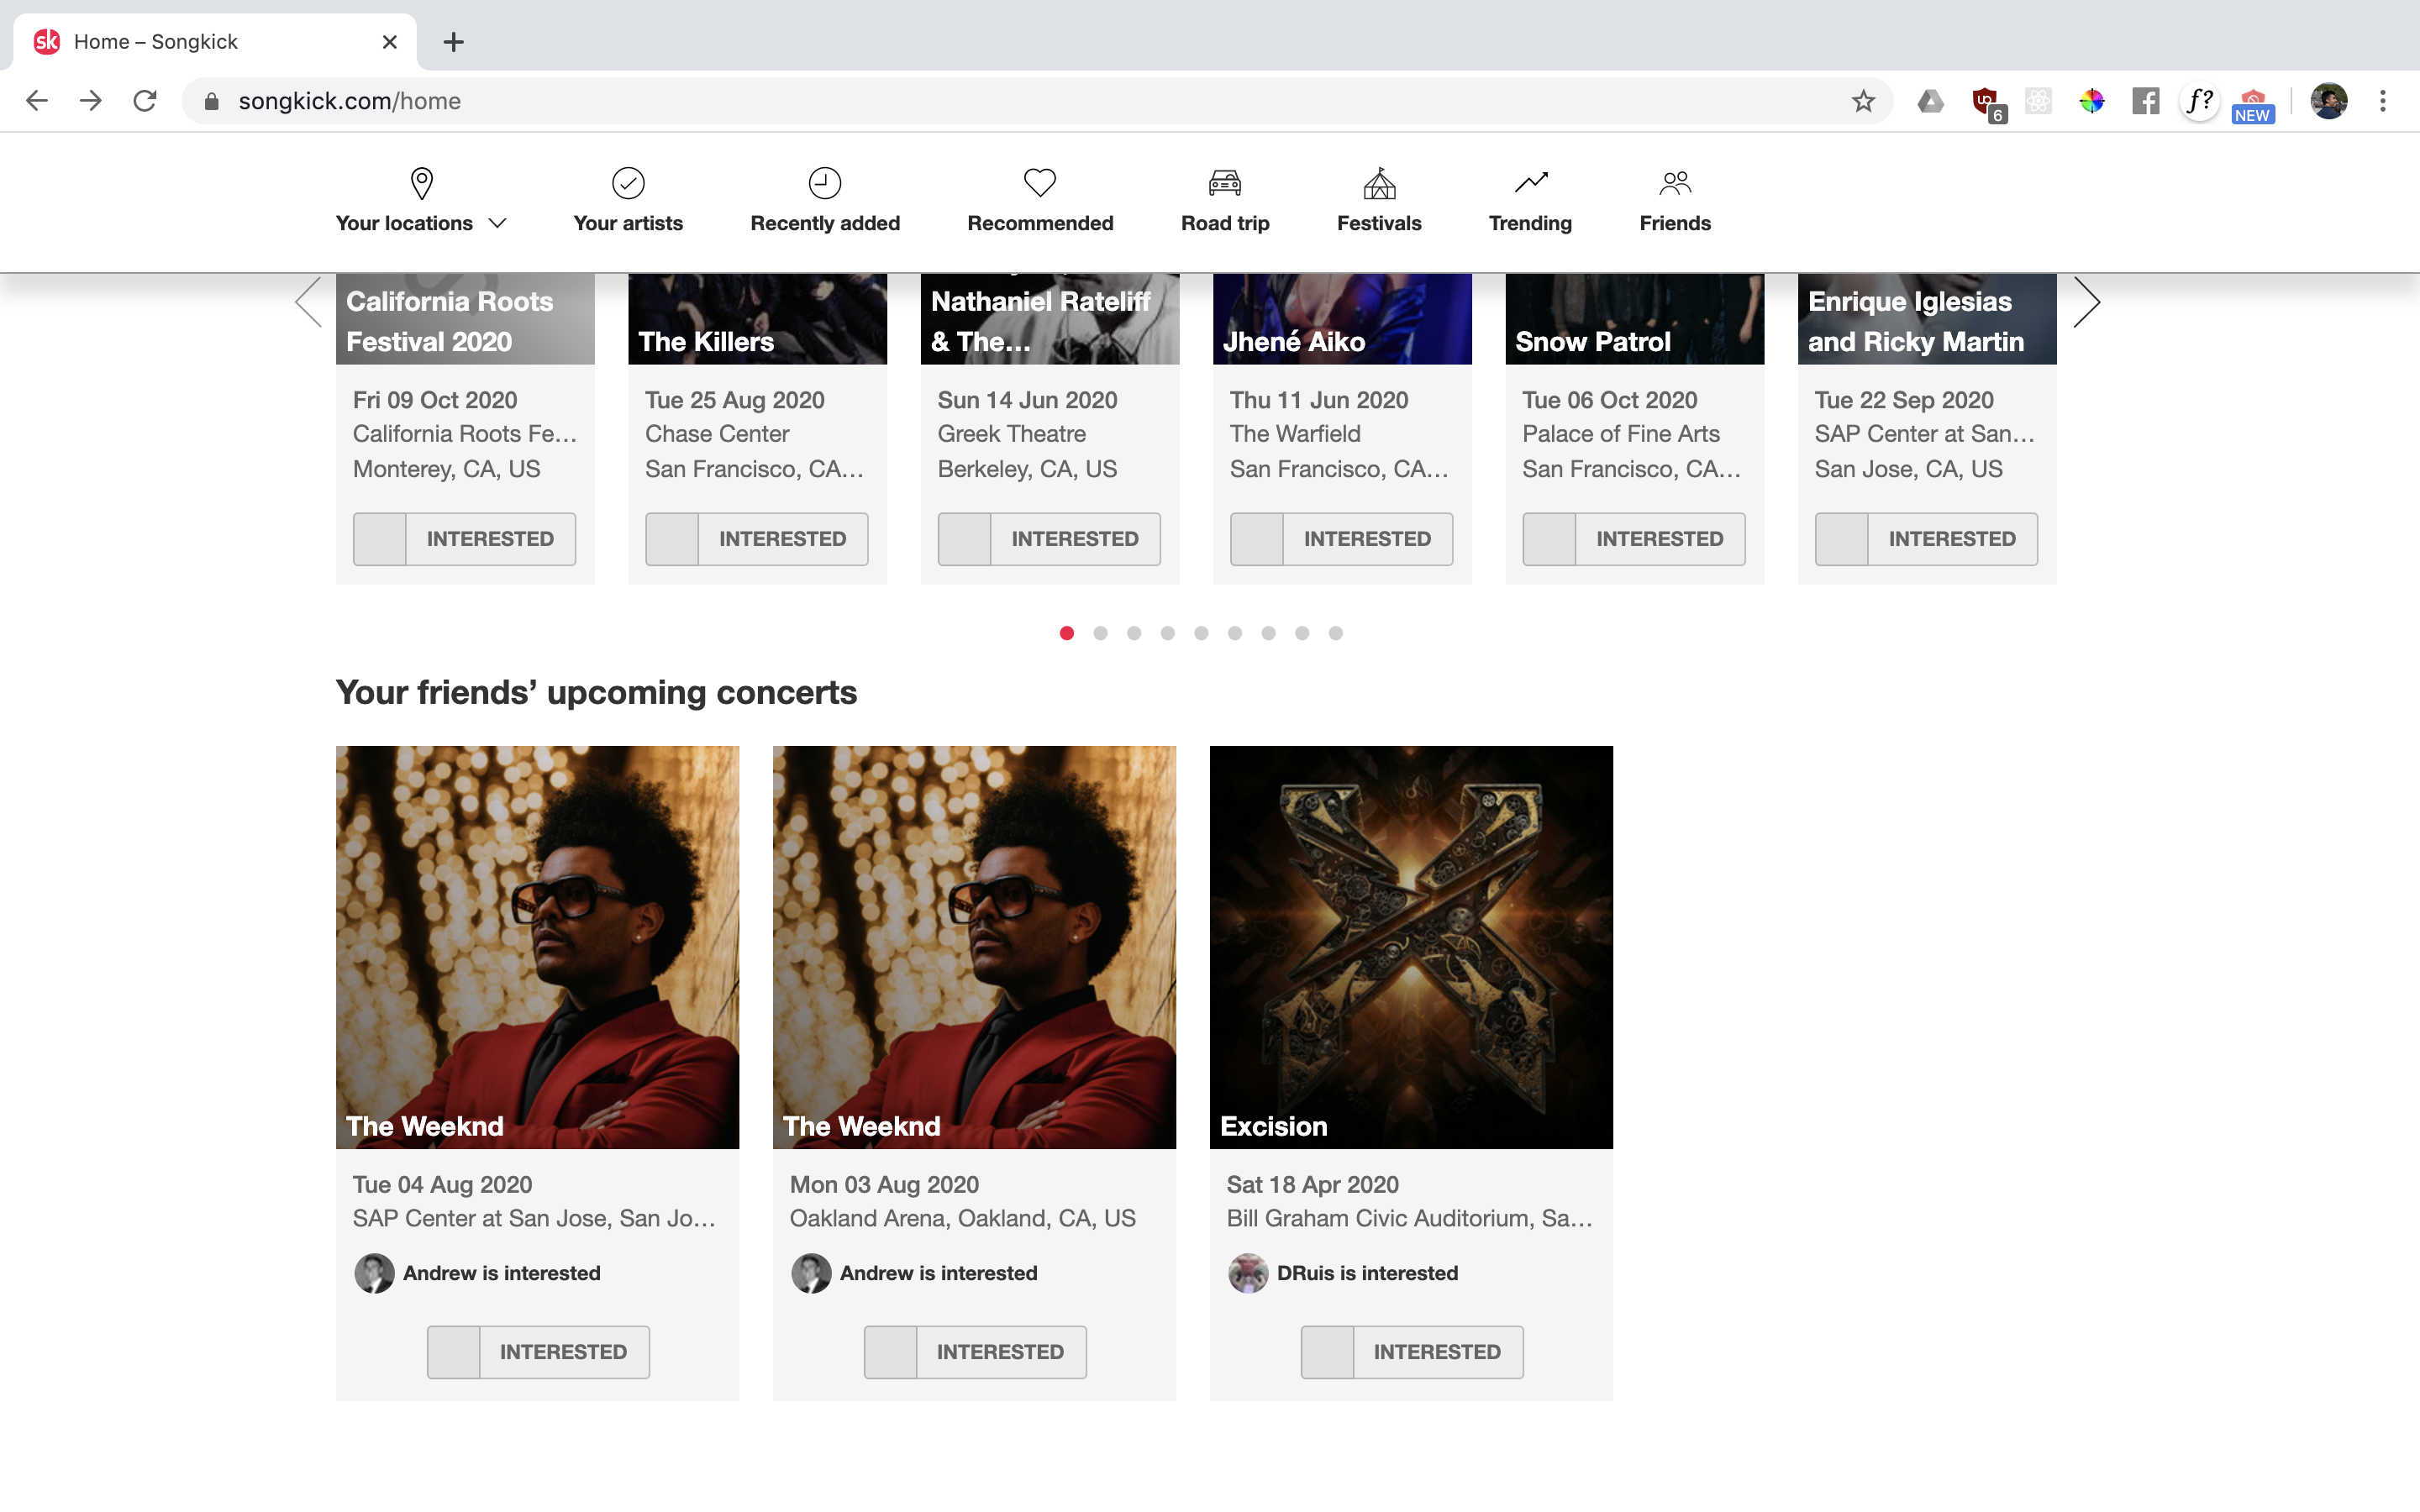 sk Home – Songkick
songkick.com/home
6
f?
NEW
Your locations
Your artists
Recently added
Recommended
Road trip
Festivals
Trending
Friends
California Roots
Festival 2020
Fri 09 Oct 2020
California Roots Fe...
Monterey, CA, US
INTERESTED
The Killers
Tue 25 Aug 2020
Chase Center
San Francisco, CA...
INTERESTED
Nathaniel Rateliff
& The...
Sun 14 Jun 2020
Greek Theatre
Berkeley, CA, US
INTERESTED
Jhené Aiko
Thu 11 Jun 2020
The Warfield
San Francisco, CA...
INTERESTED
Snow Patrol
Tue 06 Oct 2020
Palace of Fine Arts
San Francisco, CA...
INTERESTED
Enrique Iglesias
and Ricky Martin
Tue 22 Sep 2020
SAP Center at San...
San Jose, CA, US
INTERESTED
Your friends’ upcoming concerts
The Weeknd
Tue 04 Aug 2020
SAP Center at San Jose, San Jo...
Andrew is interested
INTERESTED
The Weeknd
Mon 03 Aug 2020
Oakland Arena, Oakland, CA, US
Andrew is interested
INTERESTED
Excision
Sat 18 Apr 2020
Bill Graham Civic Auditorium, Sa...
DRuis is interested
INTERESTED